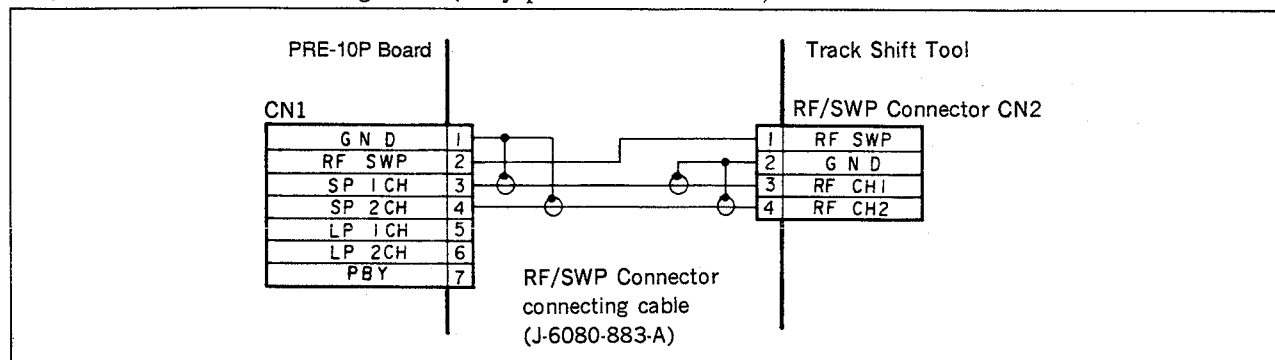 PRE-10P Board
Track Shift Tool
CN1
RF/SWP Connector CN2
GND 1
RF SWP 2
SP 1CH 3
SP 2CH 4
LP 1CH 5
LP 2CH 6
PBY 7
1 RF SWP
2 GND
3 RF CH1
4 RF CH2
RF/SWP Connector
connecting cable
(J-6080-883-A)